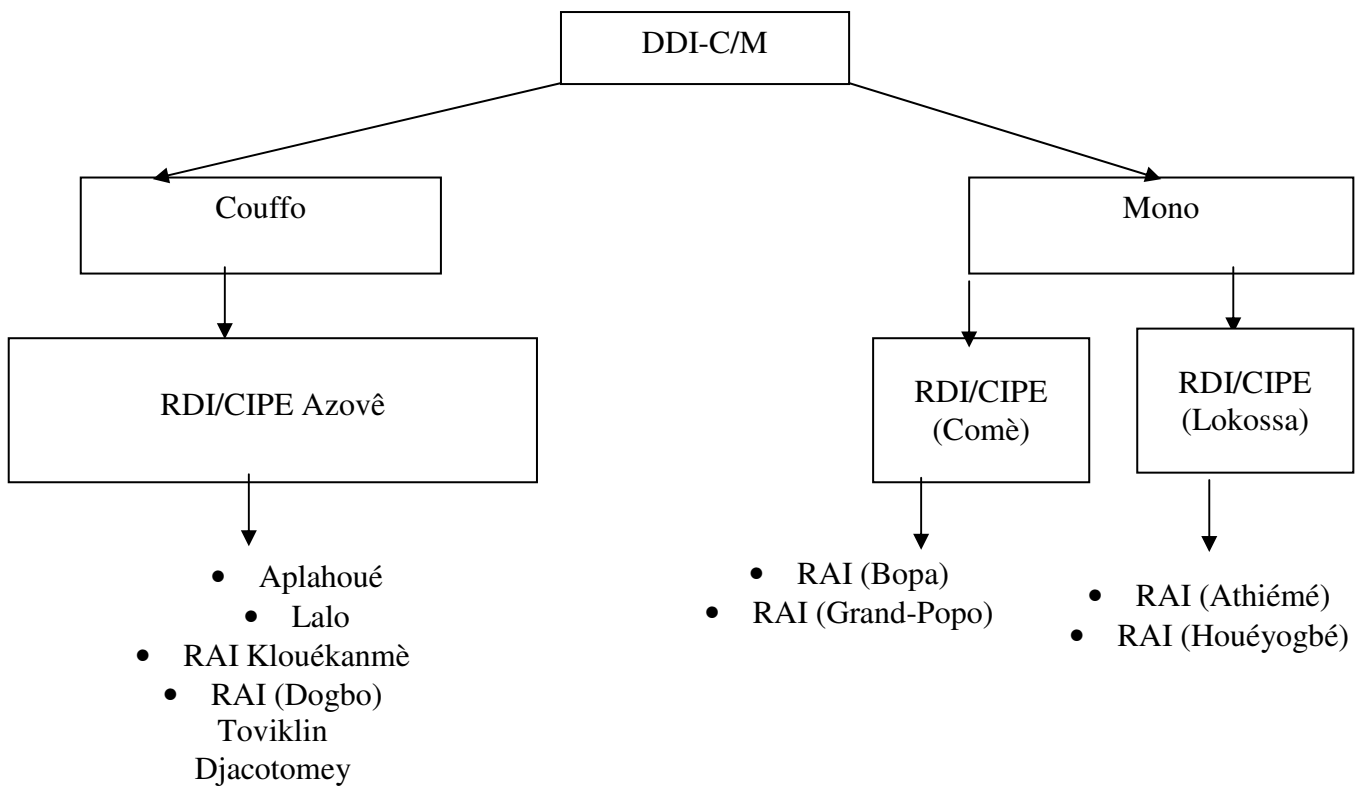 DDI-C/M
Couffo
Mono
RDI/CIPE Azovê
RDI/CIPE
(Comè)
RDI/CIPE
(Lokossa)
• Aplahoué
• Lalo
• RAI Klouékanmè
• RAI (Dogbo)
Toviklin
Djacotomey
• RAI (Bopa)
• RAI (Grand-Popo)
• RAI (Athiémé)
• RAI (Houéyogbé)